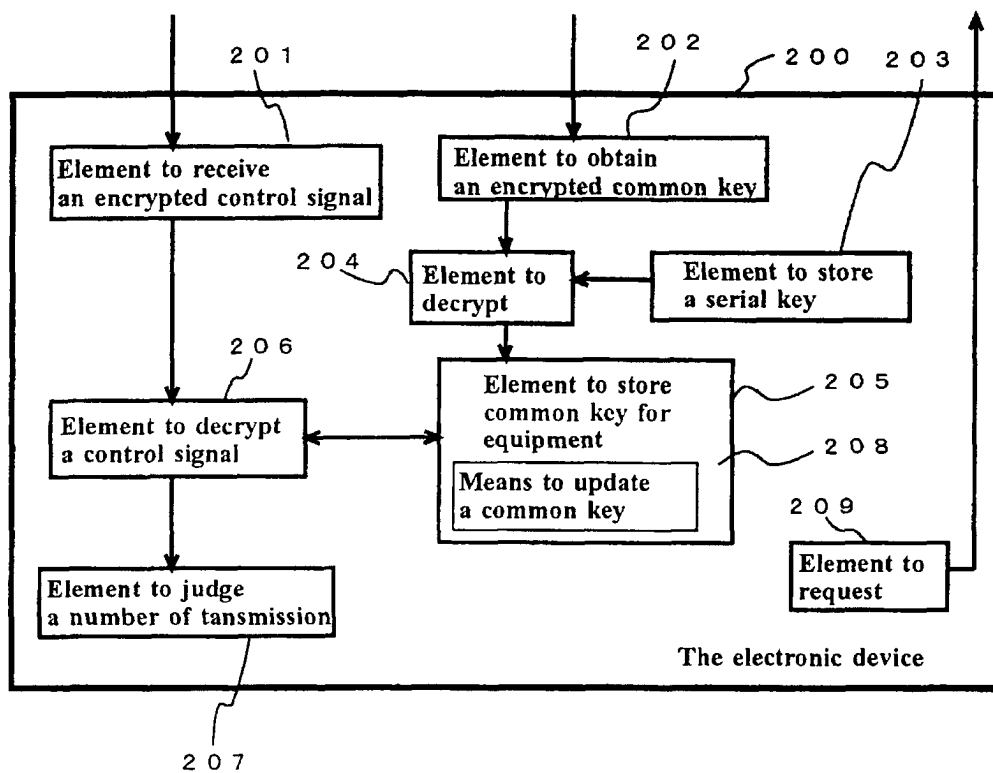 201
202
203
200
Element to receive
an encrypted control signal
Element to obtain
an encrypted common key
204
Element to
decrypt
Element to store
a serial key
206
Element to decrypt
a control signal
Element to store
common key for
equipment
205
208
Means to update
a common key
209
Element to
request
Element to judge
a number of tansmission
The electronic device
207